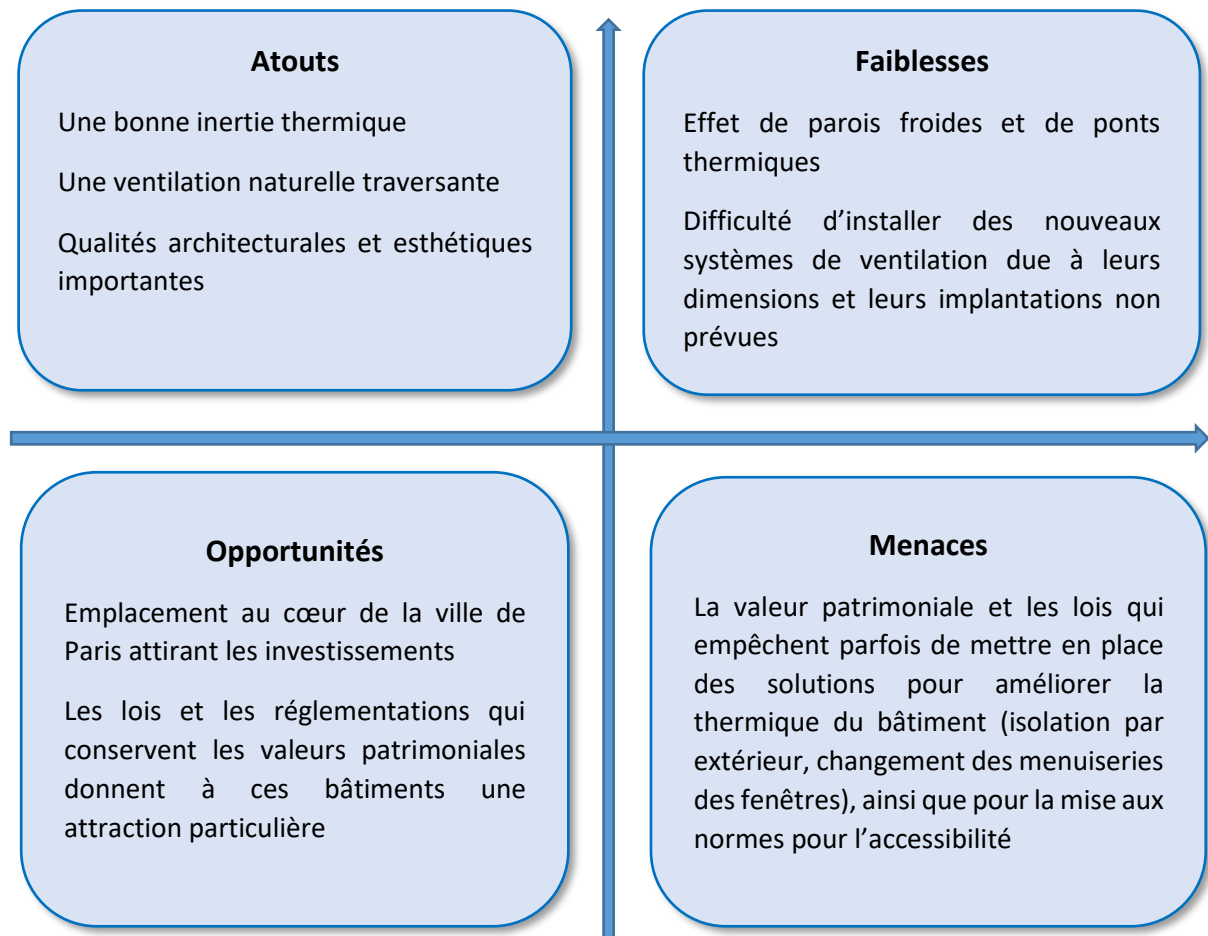 Atouts
Une bonne inertie thermique
Une ventilation naturelle traversante
Qualités architecturales et esthétiques
importantes
Faiblesses
Effet de parois froides et de ponts
thermiques
Difficulté d’installer des nouveaux
systèmes de ventilation due à leurs
dimensions et leurs implantations non
prévues
Opportunités
Emplacement au cœur de la ville de
Paris attirant les investissements
Les lois et les réglementations qui
conservent les valeurs patrimoniales
donnent à ces bâtiments une
attraction particulière
Menaces
La valeur patrimoniale et les lois qui
empêchent parfois de mettre en place
des solutions pour améliorer la
thermique du bâtiment (isolation par
extérieur, changement des menuiseries
des fenêtres), ainsi que pour la mise aux
normes pour l’accessibilité